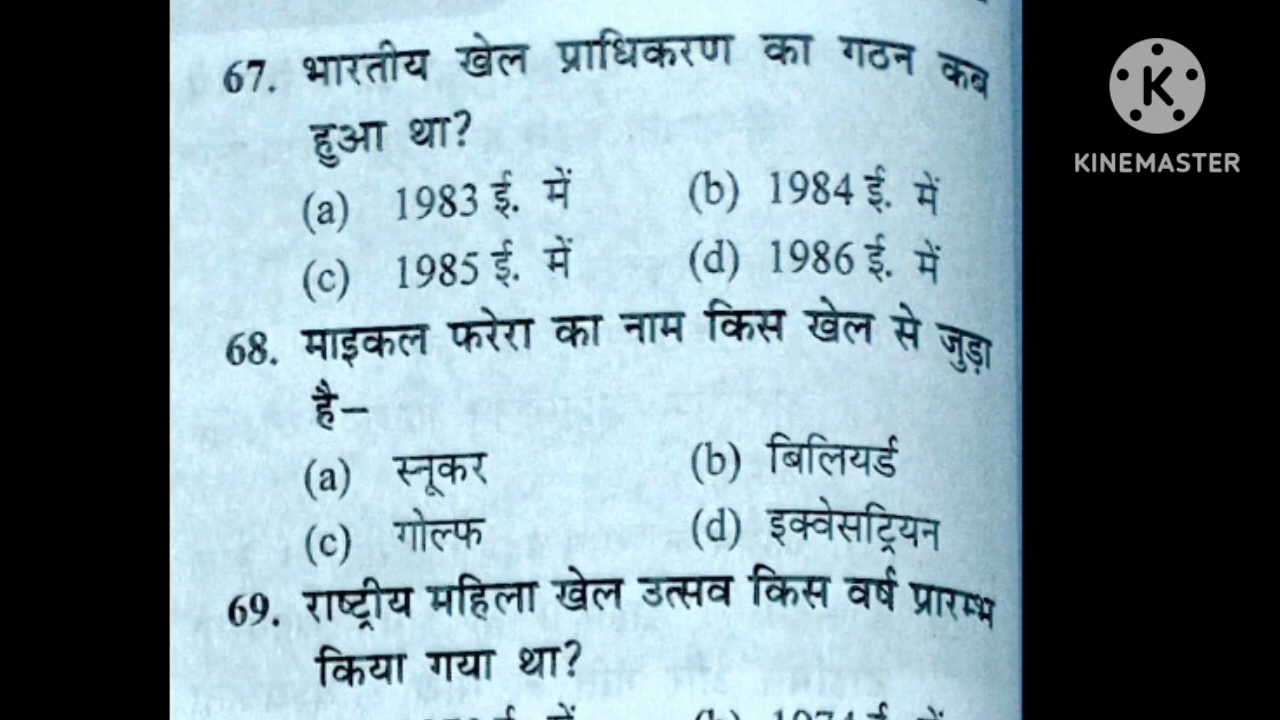 67. भारतीय खेल प्राधिकरण का गठन कब
हुआ था?
(a) 1983 ई. में (b) 1984 ई. में
(c) 1985 ई. में (d) 1986 ई. में
68. माइकल फरेरा का नाम किस खेल से जुड़ा
है–
(a) स्नूकर (b) बिलियर्ड
(c) गोल्फ (d) इक्वेसट्रियन
69. राष्ट्रीय महिला खेल उत्सव किस वर्ष प्रारम्भ
किया गया था?
K
KINEMASTER